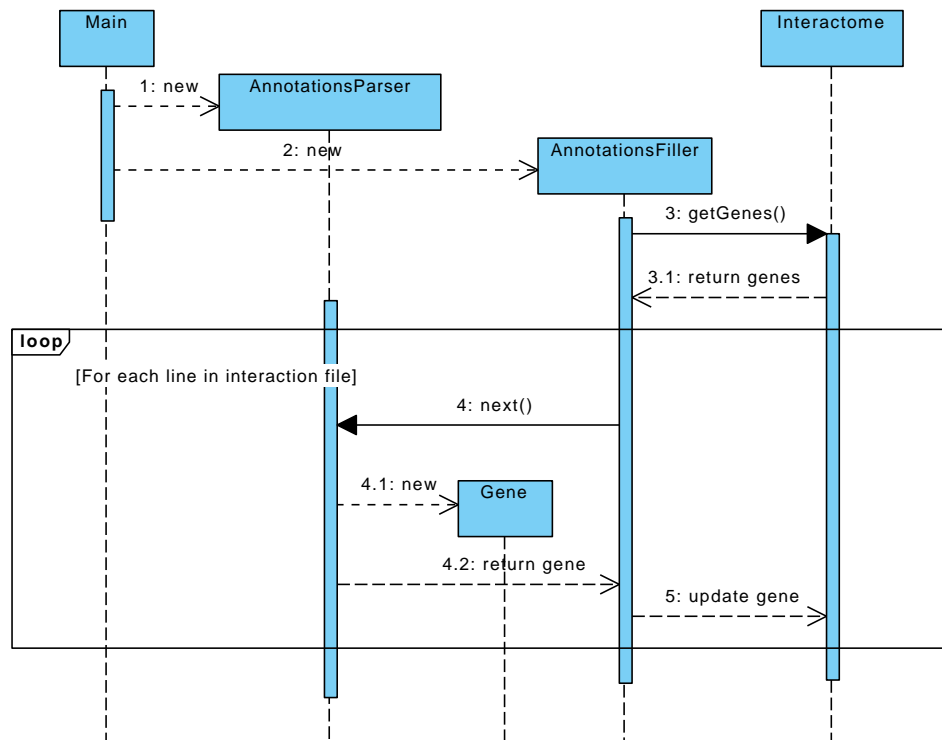 Main
Interactome
1: new
AnnotationsParser
2: new
AnnotationsFiller
3: getGenes()
3.1: return genes
loop
[For each line in interaction file]
4: next()
4.1: new
Gene
4.2: return gene
5: update gene